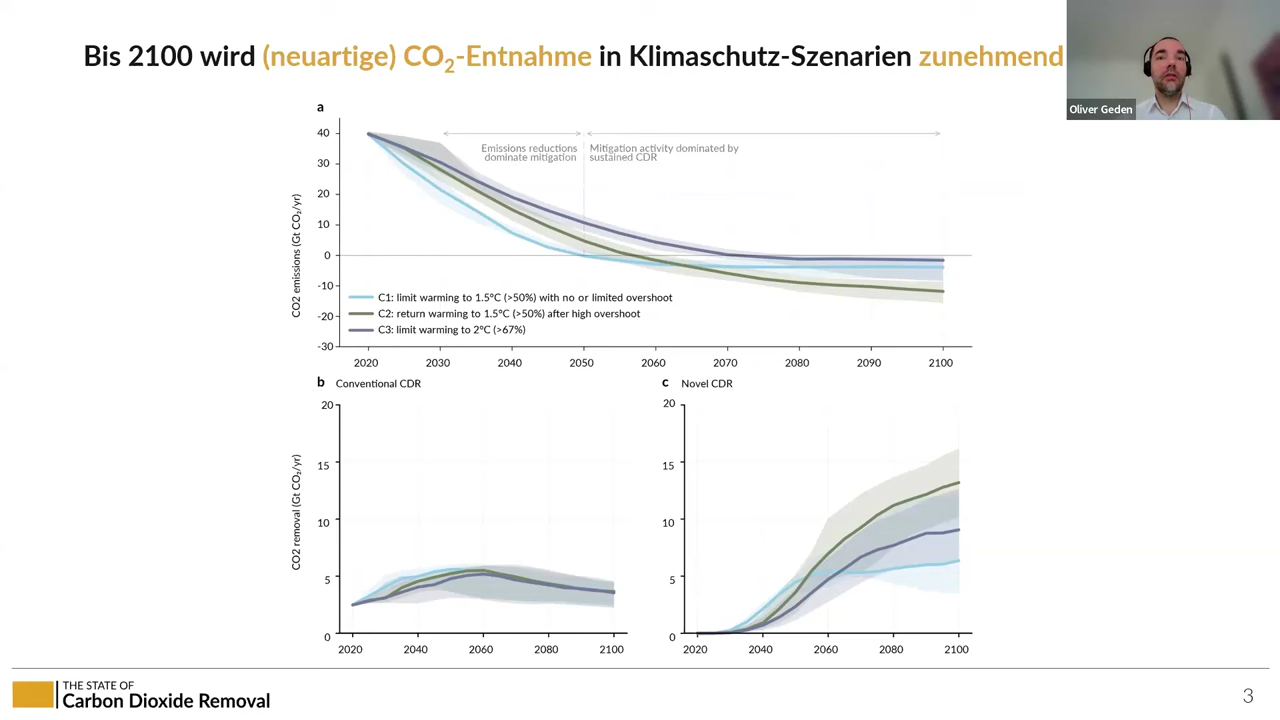 Bis 2100 wird (neuartige) CO₂-Entnahme in Klimaschutz-Szenarien zunehmend
Oliver Geden
a
40
30
20
10
0
-10
-20
-30
CO2 emissions (Gt CO₂/yr)
Emissions reductions
dominate mitigation
Mitigation activity dominated by
sustained CDR
C1: limit warming to 1.5°C (>50%) with no or limited overshoot
C2: return warming to 1.5°C (>50%) after high overshoot
C3: limit warming to 2°C (>67%)
2020 2030 2040 2050 2060 2070 2080 2090 2100
b Conventional CDR
20
15
10
5
0
CO2 removal (Gt CO₂/yr)
2020 2040 2060 2080 2100
c Novel CDR
20
15
10
5
0
2020 2040 2060 2080 2100
THE STATE OF
Carbon Dioxide Removal
3